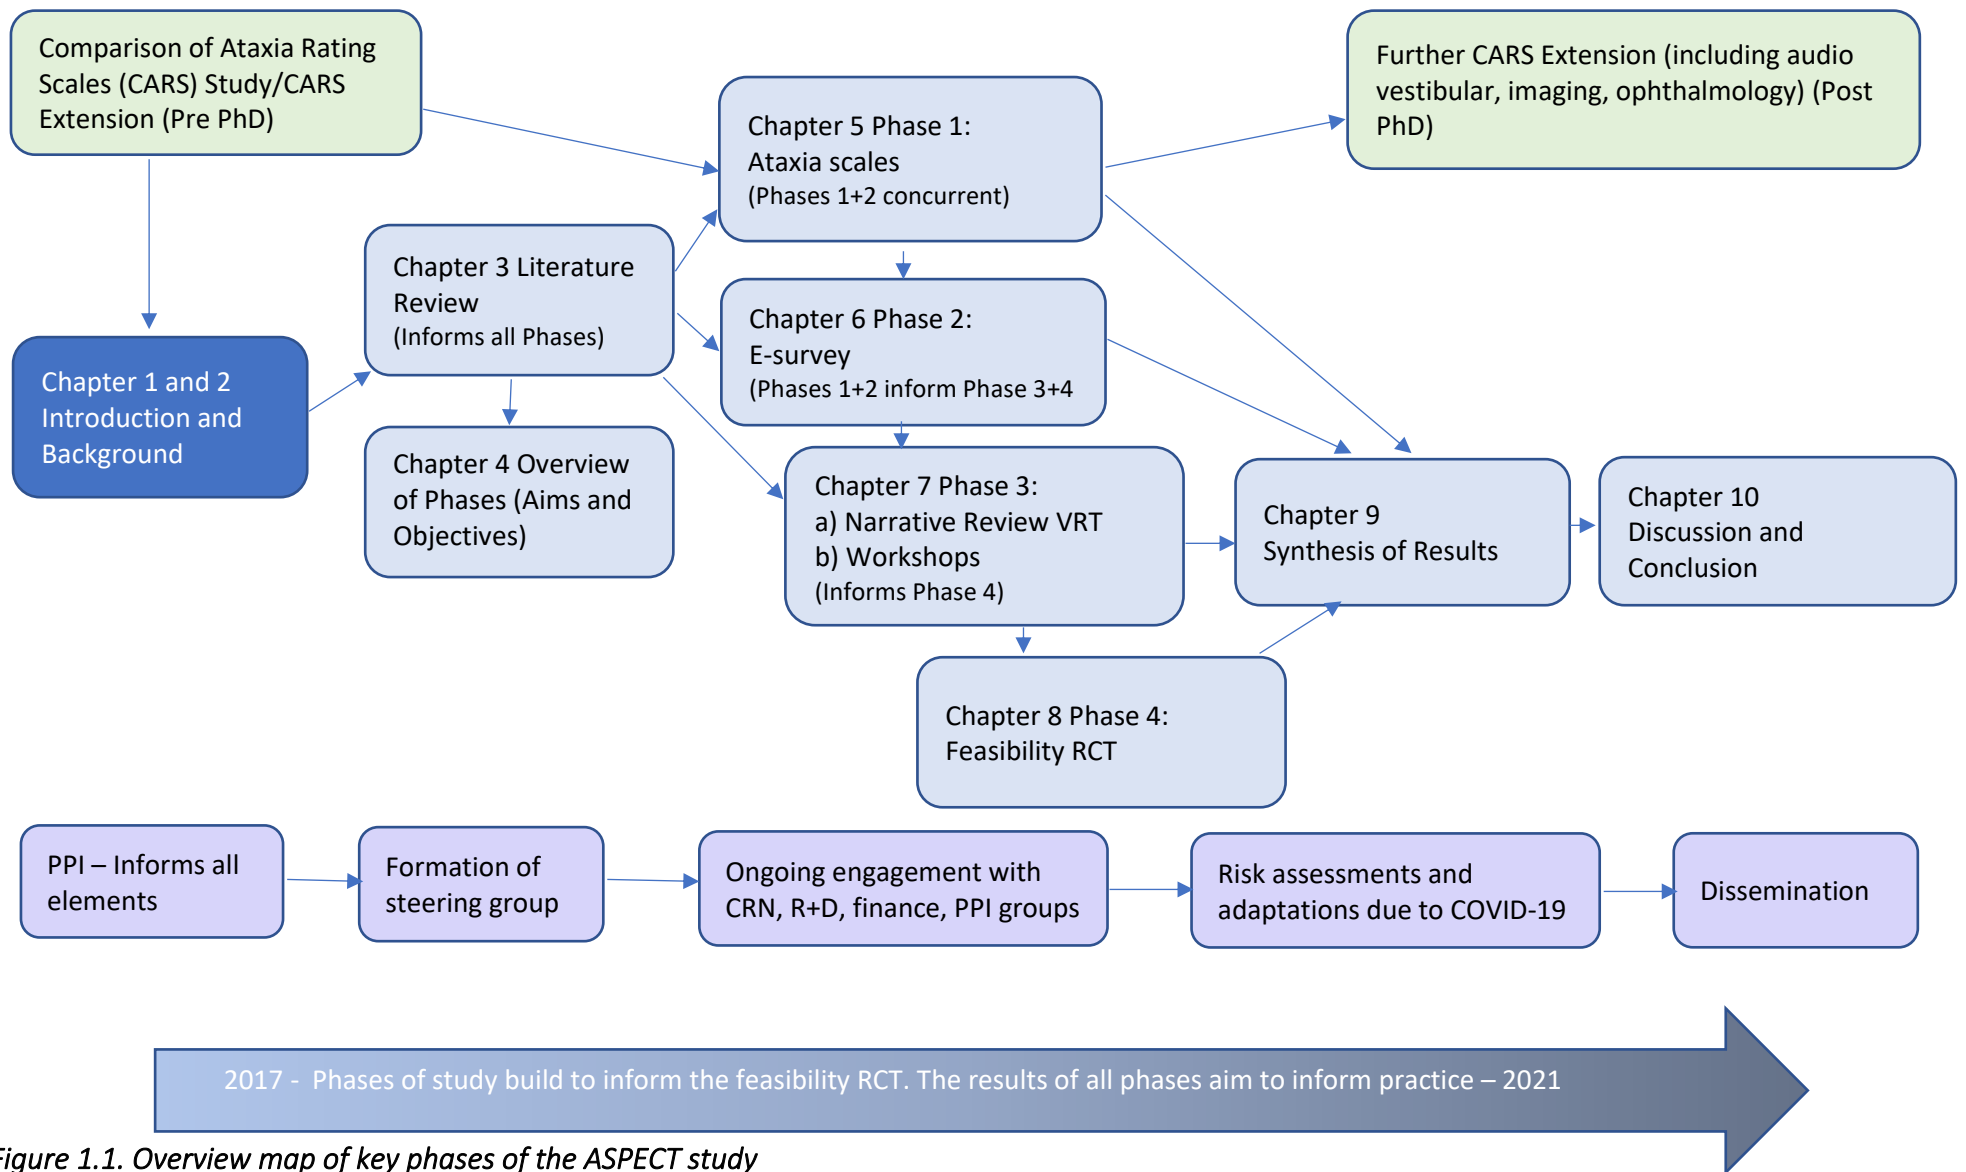 Comparison of Ataxia Rating
Scales (CARS) Study/CARS
Extension (Pre PhD)
Further CARS Extension (including audio
vestibular, imaging, ophthalmology) (Post
PhD)
Chapter 5 Phase 1:
Ataxia scales
(Phases 1+2 concurrent)
Chapter 3 Literature
Review
(Informs all Phases)
Chapter 6 Phase 2:
E-survey
(Phases 1+2 inform Phase 3+4
Chapter 1 and 2
Introduction and
Background
Chapter 4 Overview
of Phases (Aims and
Objectives)
Chapter 7 Phase 3:
a) Narrative Review VRT
b) Workshops
(Informs Phase 4)
Chapter 9
Synthesis of Results
Chapter 10
Discussion and
Conclusion
Chapter 8 Phase 4:
Feasibility RCT
PPI – Informs all
elements
Formation of
steering group
Ongoing engagement with
CRN, R+D, finance, PPI groups
Risk assessments and
adaptations due to COVID-19
Dissemination
2017 - Phases of study build to inform the feasibility RCT. The results of all phases aim to inform practice – 2021
Figure 1.1. Overview map of key phases of the ASPECT study